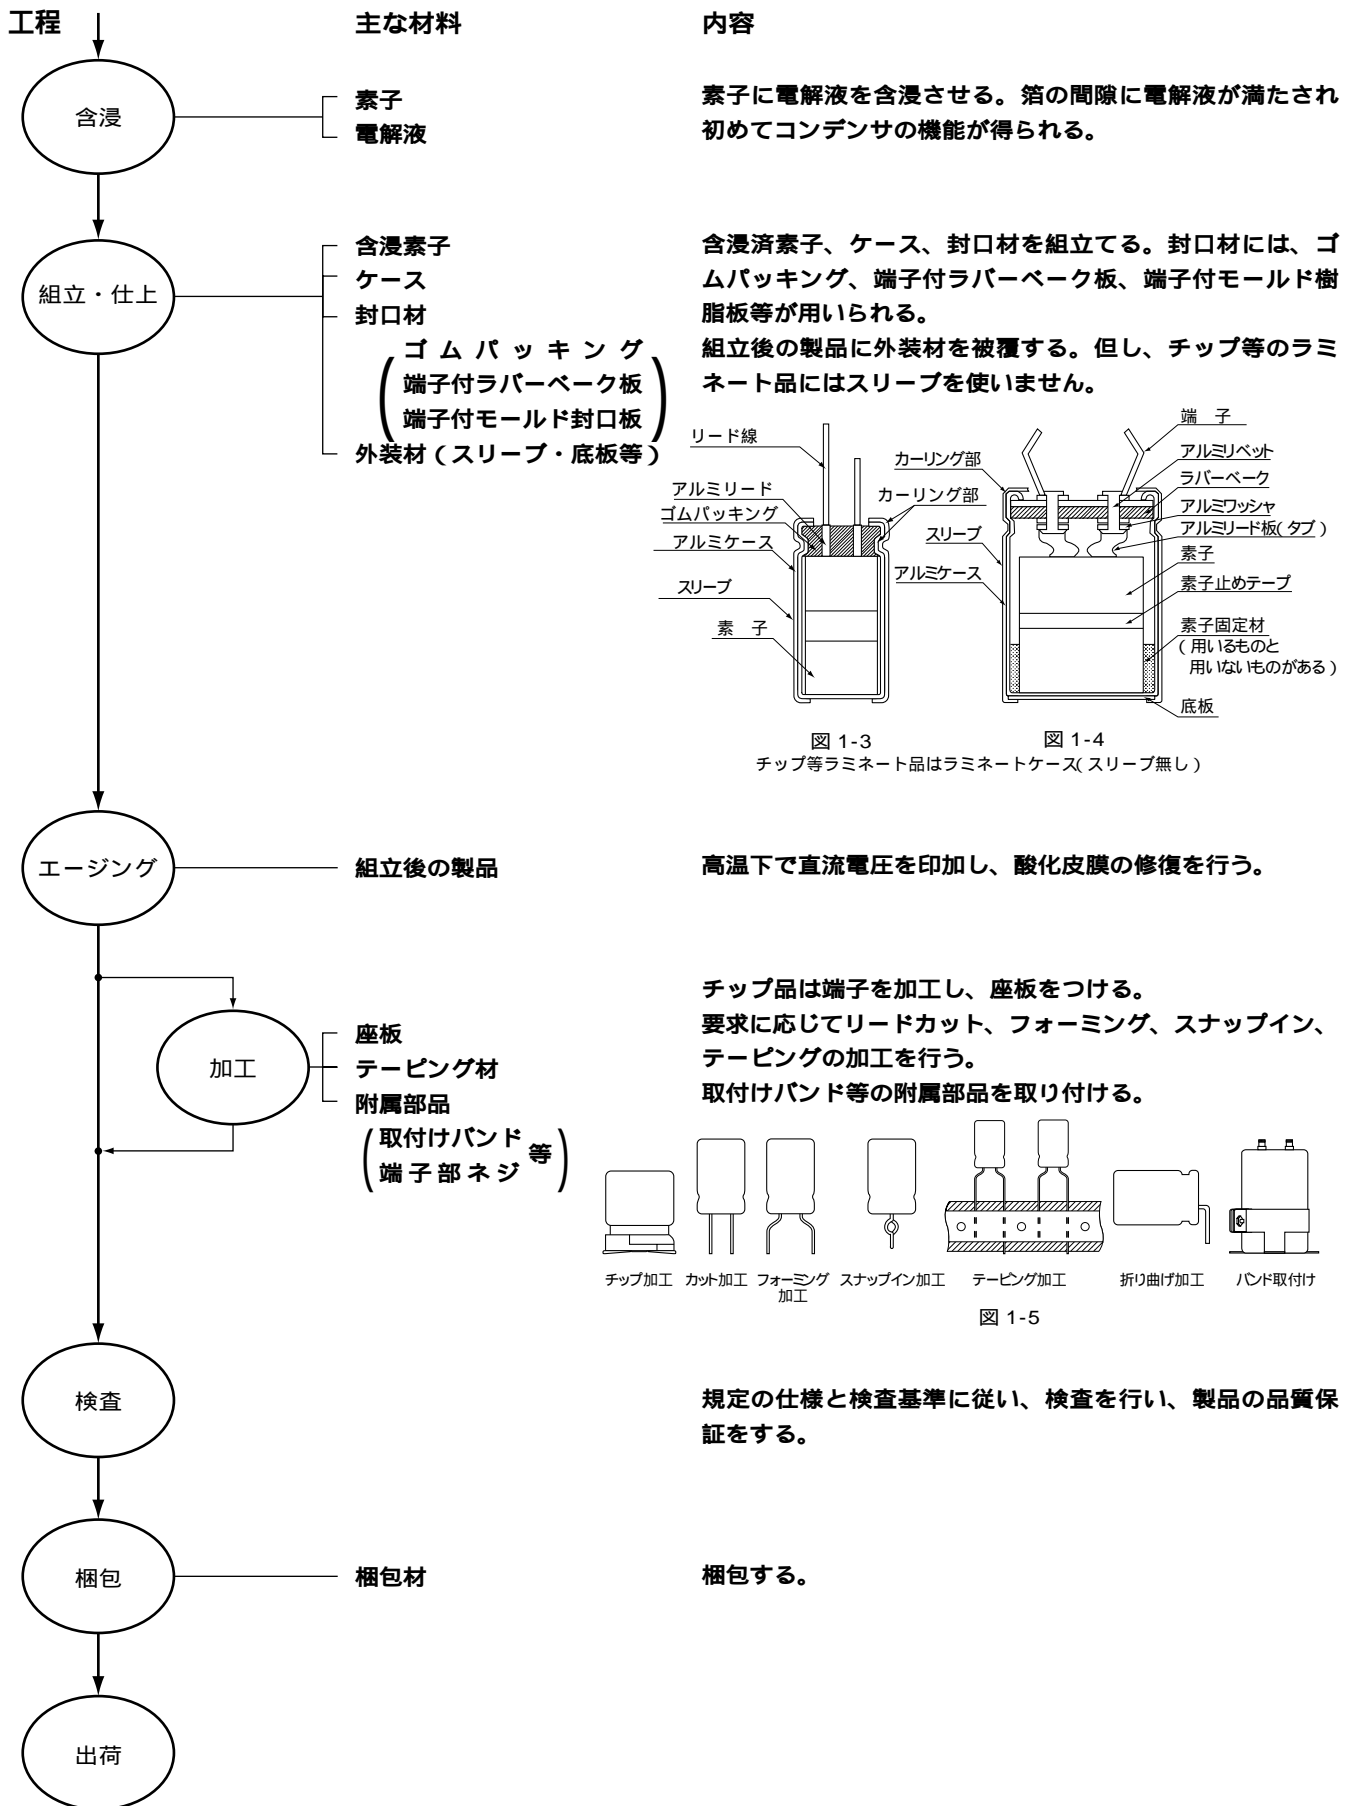 工程
主な材料
内容
含浸
素子
電解液
素子に電解液を含浸させる。箔の間隙に電解液が満たされ
初めてコンデンサの機能が得られる。
組立・仕上
含浸素子
ケース
封口材
ゴムパッキング
端子付ラバーベーク板
端子付モールド封口板
外装材（スリーブ・底板等）
含浸済素子、ケース、封口材を組立てる。封口材には、ゴ
ムパッキング、端子付ラバーベーク板、端子付モールド樹
脂板等が用いられる。
組立後の製品に外装材を被覆する。但し、チップ等のラミ
ネート品にはスリーブを使いません。
リード線
アルミリード
ゴムパッキング
アルミケース
スリーブ
素　子
カーリング部
カーリング部
スリーブ
アルミケース
端　子
アルミリベット
ラバーベーク
アルミワッシャ
アルミリード板（タブ）
素子
素子止めテープ
素子固定材
（用いるものと
用いないものがある）
底板
図 1-3
図 1-4
チップ等ラミネート品はラミネートケース（スリーブ無し）
エージング
組立後の製品
高温下で直流電圧を印加し、酸化皮膜の修復を行う。
加工
座板
テーピング材
附属部品
（取付けバンド
端子部ネジ 等）
チップ品は端子を加工し、座板をつける。
要求に応じてリードカット、フォーミング、スナップイン、
テーピングの加工を行う。
取付けバンド等の附属部品を取り付ける。
チップ加工
カット加工
フォーミング
加工
スナップイン加工
テーピング加工
折り曲げ加工
バンド取付け
図 1-5
検査
規定の仕様と検査基準に従い、検査を行い、製品の品質保
証をする。
梱包
梱包材
梱包する。
出荷